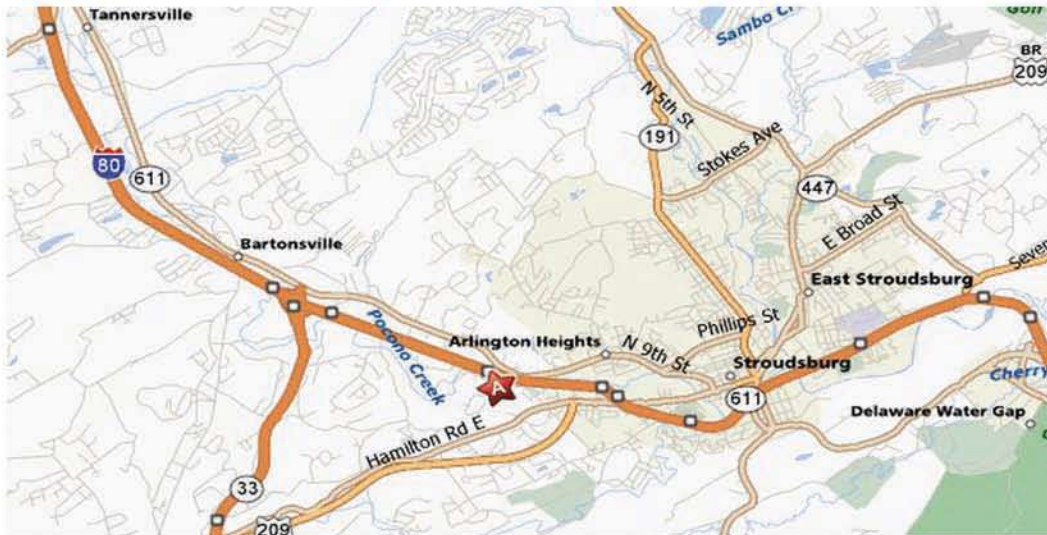 Tannersville
Sambo
BR
209
N 5th St
191
Stokes Ave
80
611
447
E Broad St
Bartonsville
East Stroudsburg
Pocono Creek
Phillips St
Arlington Heights
N 9th St
Stroudsburg
A
611
Cherry
Delaware Water Gap
Hamilton Rd E
33
209